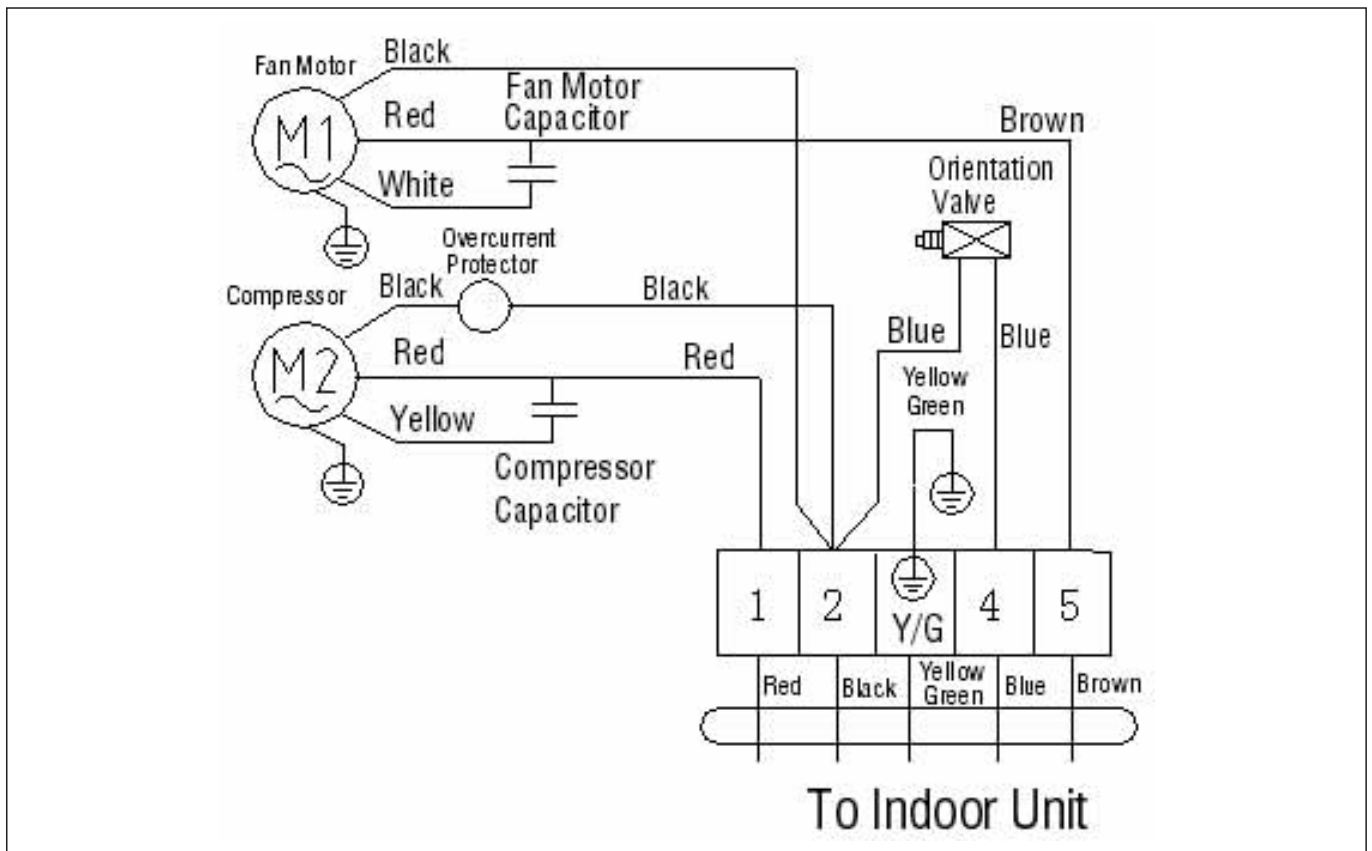 Black
Fan Motor
M1
Red
Fan Motor
Capacitor
White
Brown
Orientation
Valve
Overcurrent
Protector
Compressor
Black
Black
M2
Red
Red
Blue
Blue
Yellow
Green
Yellow
Compressor
Capacitor
1
2
Y/G
4
5
Red
Black
Yellow
Green
Blue
Brown
To Indoor Unit